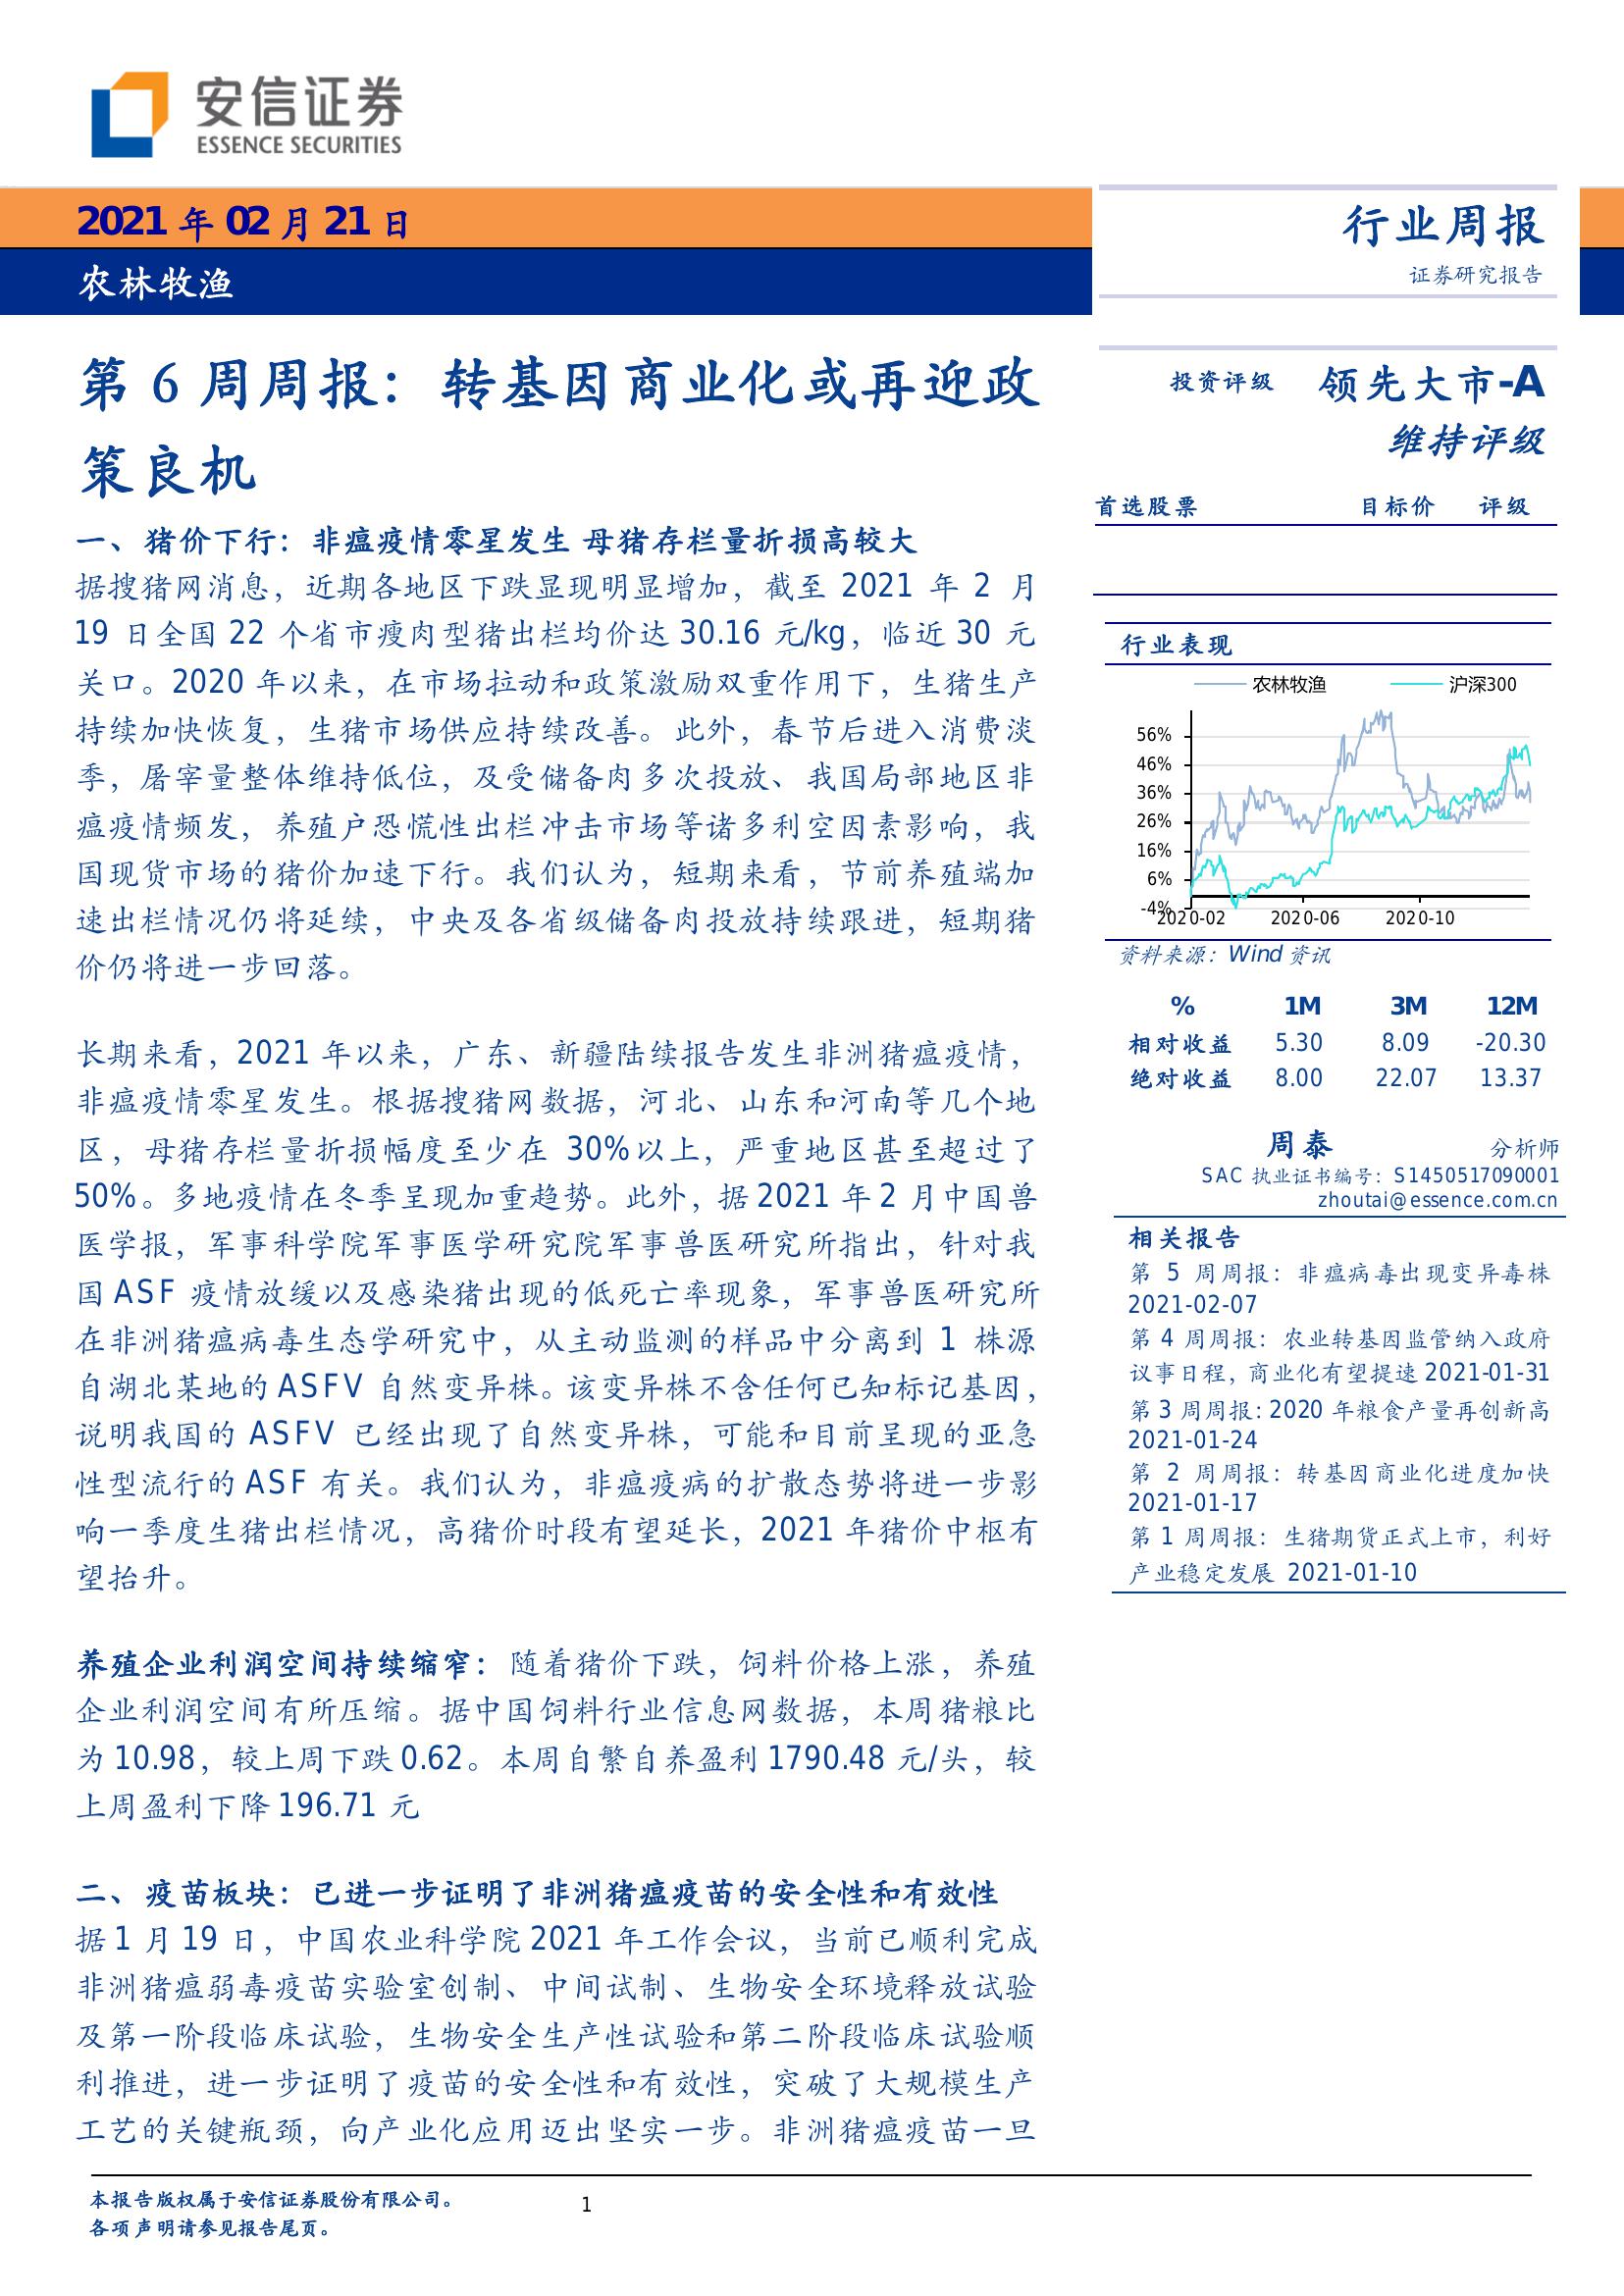 安信证券
ESSENCE SECURITIES
2021 年 02 月 21 日
农林牧渔
行业周报
证券研究报告
第 6 周周报：转基因商业化或再迎政
策良机
一、猪价下行：非瘟疫情零星发生 母猪存栏量折损高较大
据搜猪网消息，近期各地区下跌显现明显增加，截至 2021 年 2 月
19 日全国 22 个省市瘦肉型猪出栏均价达 30.16 元/kg，临近 30 元
关口。2020 年以来，在市场拉动和政策激励双重作用下，生猪生产
持续加快恢复，生猪市场供应持续改善。此外，春节后进入消费淡
季，屠宰量整体维持低位，及受储备肉多次投放、我国局部地区非
瘟疫情频发，养殖户恐慌性出栏冲击市场等诸多利空因素影响，我
国现货市场的猪价加速下行。我们认为，短期来看，节前养殖端加
速出栏情况仍将延续，中央及各省级储备肉投放持续跟进，短期猪
价仍将进一步回落。
长期来看，2021 年以来，广东、新疆陆续报告发生非洲猪瘟疫情，
非瘟疫情零星发生。根据搜猪网数据，河北、山东和河南等几个地
区，母猪存栏量折损幅度至少在 30%以上，严重地区甚至超过了
50%。多地疫情在冬季呈现加重趋势。此外，据 2021 年 2 月中国兽
医学报，军事科学院军事医学研究院军事兽医研究所指出，针对我
国 ASF 疫情放缓以及感染猪出现的低死亡率现象，军事兽医研究所
在非洲猪瘟病毒生态学研究中，从主动监测的样品中分离到 1 株源
自湖北某地的 ASFV 自然变异株。该变异株不含任何已知标记基因，
说明我国的 ASFV 已经出现了自然变异株，可能和目前呈现的亚急
性型流行的 ASF 有关。我们认为，非瘟疫病的扩散态势将进一步影
响一季度生猪出栏情况，高猪价时段有望延长，2021 年猪价中枢有
望抬升。
养殖企业利润空间持续缩窄：随着猪价下跌，饲料价格上涨，养殖
企业利润空间有所压缩。据中国饲料行业信息网数据，本周猪粮比
为 10.98，较上周下跌 0.62。本周自繁自养盈利 1790.48 元/头，较
上周盈利下降 196.71 元
二、疫苗板块：已进一步证明了非洲猪瘟疫苗的安全性和有效性
据 1 月 19 日，中国农业科学院 2021 年工作会议，当前已顺利完成
非洲猪瘟弱毒疫苗实验室创制、中间试制、生物安全环境释放试验
及第一阶段临床试验，生物安全生产性试验和第二阶段临床试验顺
利推进，进一步证明了疫苗的安全性和有效性，突破了大规模生产
工艺的关键瓶颈，向产业化应用迈出坚实一步。非洲猪瘟疫苗一旦
投资评级 领先大市-A
维持评级
首选股票 目标价 评级
行业表现
农林牧渔 沪深300
56%
46%
36%
26%
16%
6%
-4%
2020-02 2020-06 2020-10
资料来源：Wind 资讯
% 1M 3M 12M
相对收益 5.30 8.09 -20.30
绝对收益 8.00 22.07 13.37
周泰 分析师
SAC 执业证书编号：S1450517090001
zhoutai@essence.com.cn
相关报告
第 5 周周报：非瘟病毒出现变异毒株
2021-02-07
第 4 周周报：农业转基因监管纳入政府
议事日程，商业化有望提速 2021-01-31
第 3 周周报：2020 年粮食产量再创新高
2021-01-24
第 2 周周报：转基因商业化进度加快
2021-01-17
第 1 周周报：生猪期货正式上市，利好
产业稳定发展 2021-01-10
本报告版权属于安信证券股份有限公司。
各项声明请参见报告尾页。
1